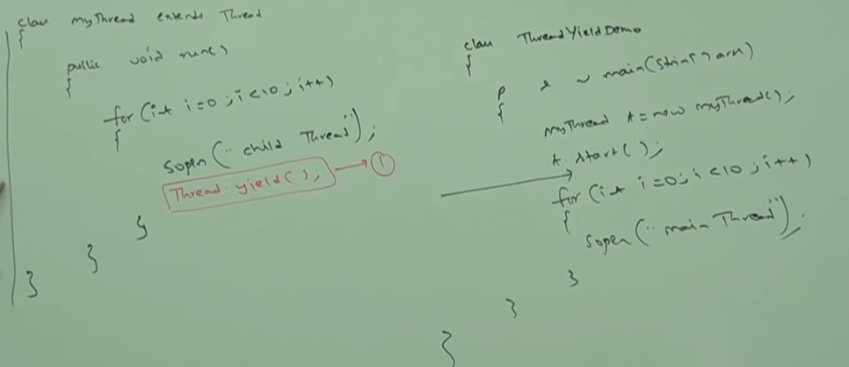 class MyThread extends Thread
{
public void run()
{
for(int i=0;i<10;i++)
{
sopln("child Thread");
Thread.yield(); → ①
}
}
}
class ThreadYieldDemo
{
p s v main(String[] args)
{
MyThread t=new MyThread();
t.start();
for(int i=0;i<10;i++)
{
sopln("main Thread");
}
}
}